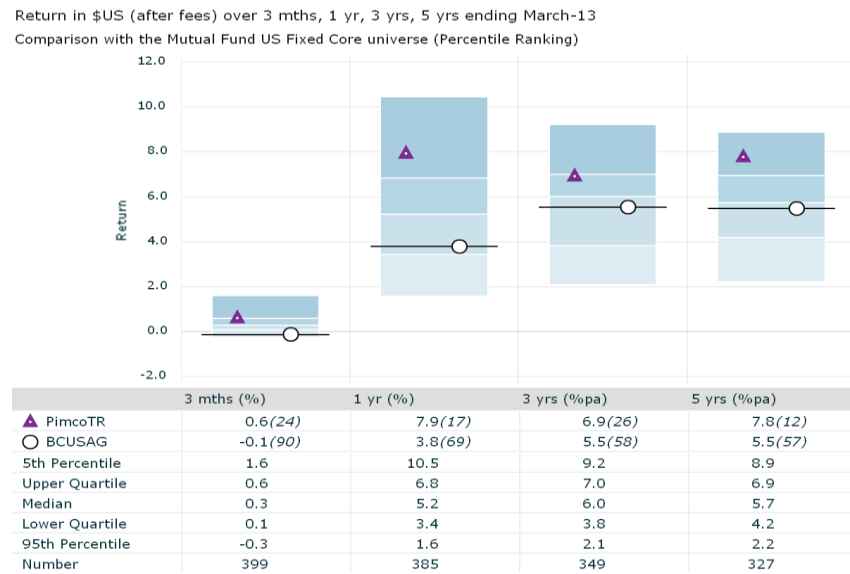 Return in $US (after fees) over 3 mths, 1 yr, 3 yrs, 5 yrs ending March-13
Comparison with the Mutual Fund US Fixed Core universe (Percentile Ranking)
12.0
10.0
8.0
6.0
4.0
2.0
0.0
-2.0
Return
3 mths (%) 1 yr (%) 3 yrs (%pa) 5 yrs (%pa)
PimcoTR 0.6(24) 7.9(17) 6.9(26) 7.8(12)
BCUSAG -0.1(90) 3.8(69) 5.5(58) 5.5(57)
5th Percentile 1.6 10.5 9.2 8.9
Upper Quartile 0.6 6.8 7.0 6.9
Median 0.3 5.2 6.0 5.7
Lower Quartile 0.1 3.4 3.8 4.2
95th Percentile -0.3 1.6 2.1 2.2
Number 399 385 349 327